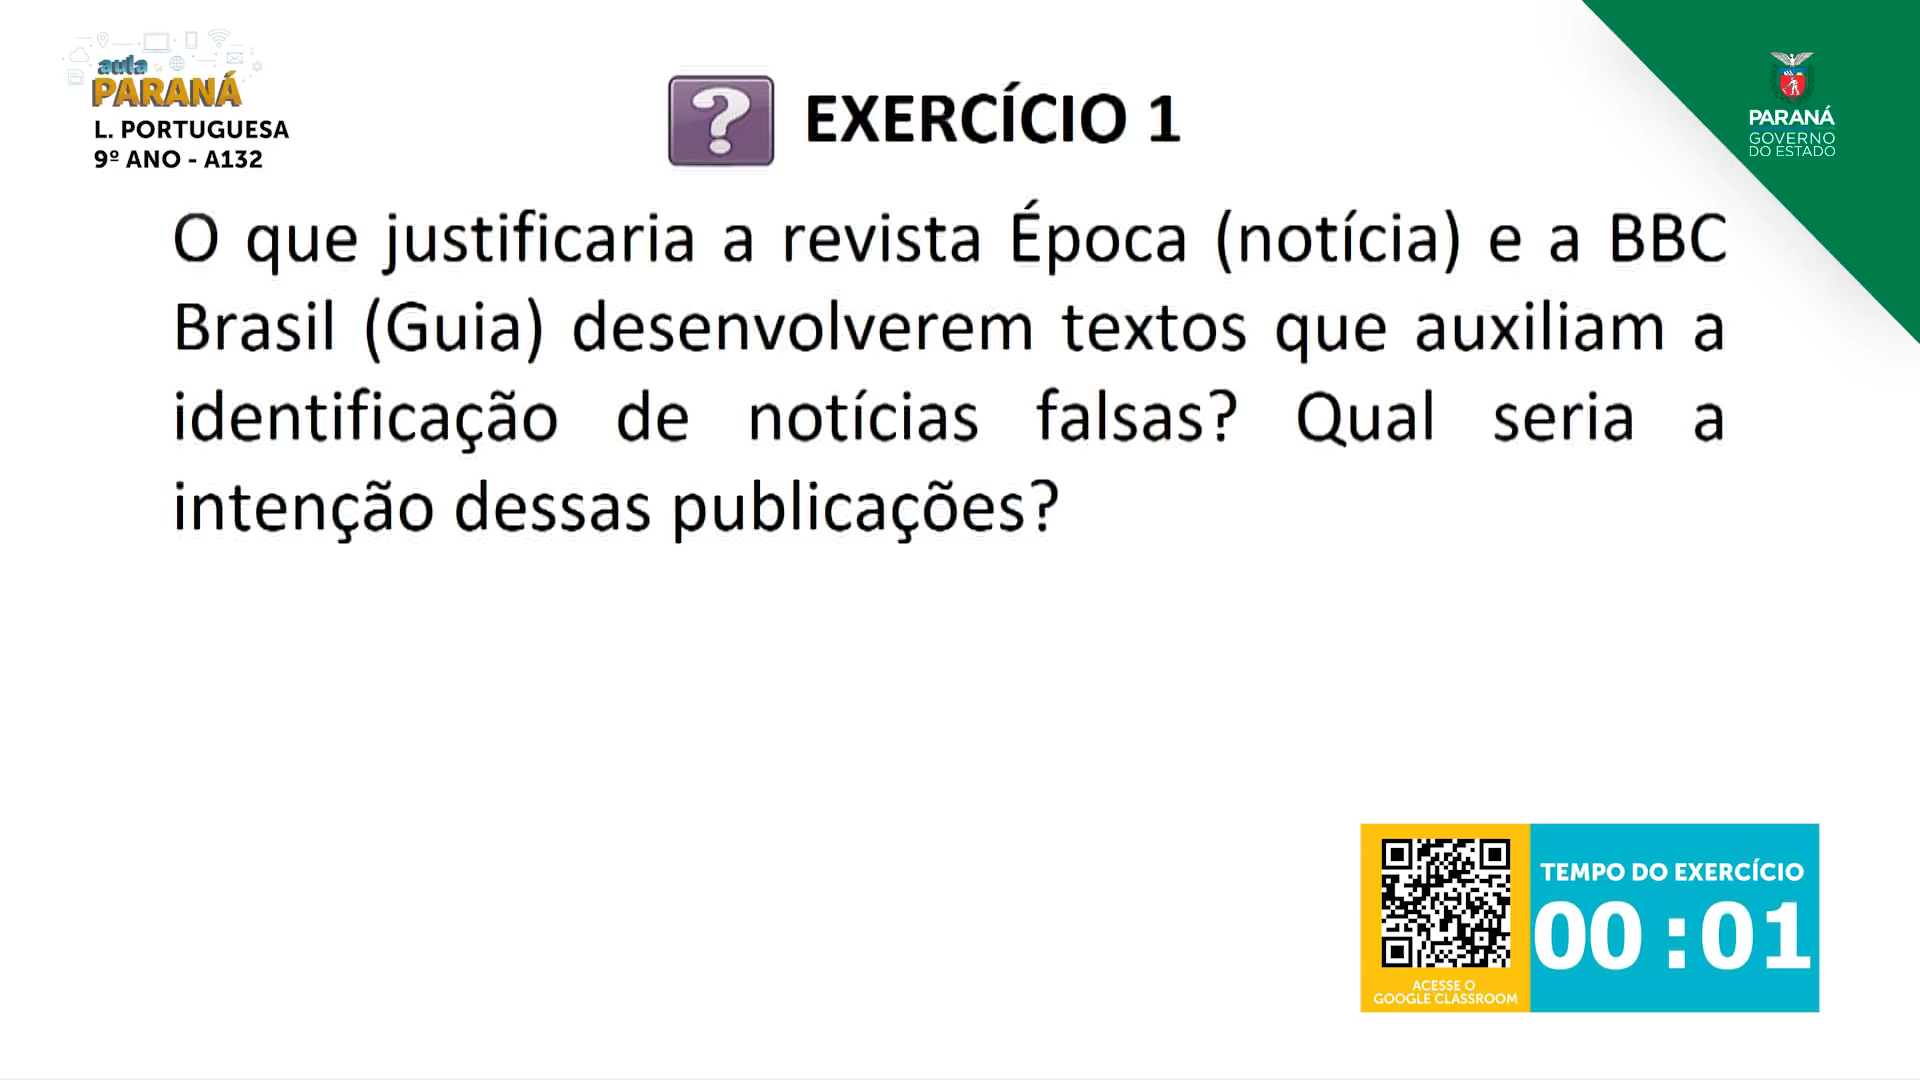 aula
PARANÁ
L. PORTUGUESA
9º ANO - A132
EXERCÍCIO 1
PARANÁ
GOVERNO
DO ESTADO
O que justificaria a revista Época (notícia) e a BBC
Brasil (Guia) desenvolverem textos que auxiliam a
identificação de notícias falsas? Qual seria a
intenção dessas publicações?
TEMPO DO EXERCÍCIO
00 :01
ACESSE O
GOOGLE CLASSROOM